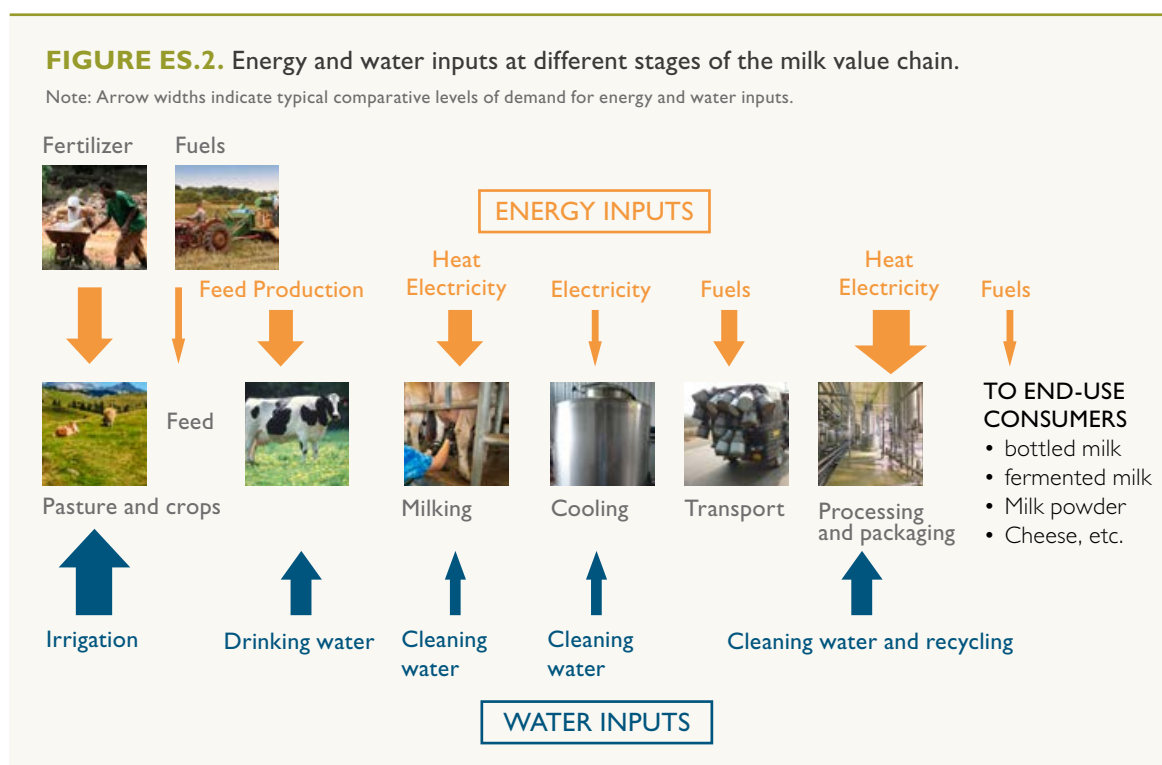 FIGURE ES.2. Energy and water inputs at different stages of the milk value chain.
Note: Arrow widths indicate typical comparative levels of demand for energy and water inputs.
Fertilizer
Fuels
ENERGY INPUTS
Feed Production
Heat
Electricity
Electricity
Fuels
Heat
Electricity
Fuels
Pasture and crops
Feed
Milking
Cooling
Transport
Processing
and packaging
TO END-USE
CONSUMERS
• bottled milk
• fermented milk
• Milk powder
• Cheese, etc.
Irrigation
Drinking water
Cleaning
water
Cleaning
water
Cleaning water and recycling
WATER INPUTS